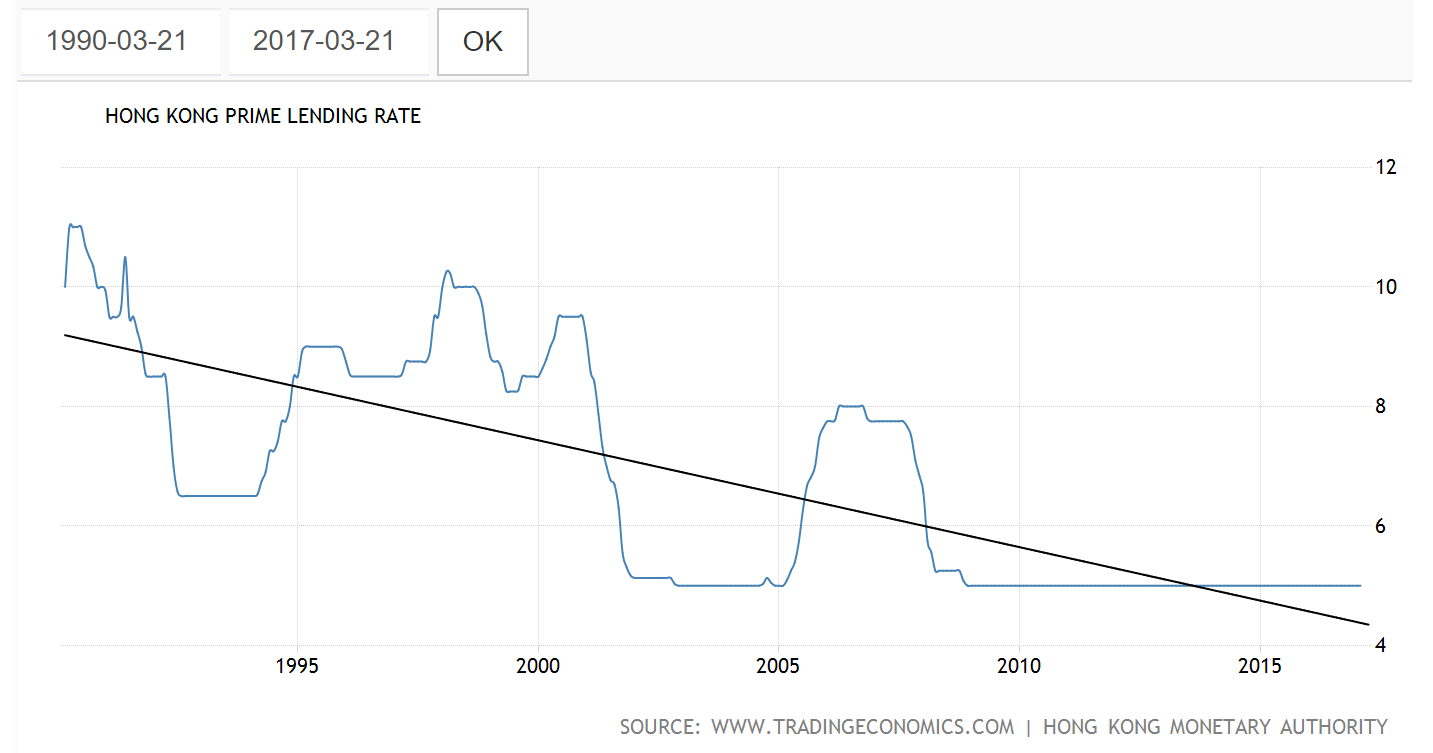 1990-03-21 2017-03-21 OK
HONG KONG PRIME LENDING RATE
12
10
8
6
4
1995 2000 2005 2010 2015
SOURCE: WWW.TRADINGECONOMICS.COM | HONG KONG MONETARY AUTHORITY